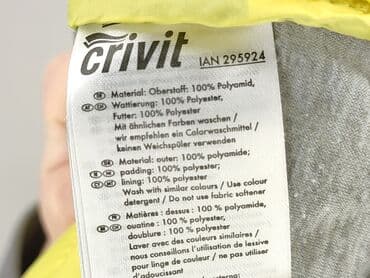 crivit
IAN 295924
DE Material: Oberstoff: 100% Polyamid,
AT CH Wattierung: 100% Polyester,
Futter: 100% Polyester
Mit ähnlichen Farben waschen /
wir empfehlen ein Colorwaschmittel /
keinen Weichspüler verwenden
Material: outer: 100% polyamide;
padding: 100% polyester;
lining: 100% polyester
Wash with similar colours / Use colour
detergent / Do not use fabric softener
Matières : dessus : 100 % polyamide,
ouatine : 100 % polyester,
doublure : 100 % polyester
Laver avec des couleurs similaires /
nous conseillons l'utilisation de lessive
pour linge de couleur / ne pas utiliser
d'adoucissant